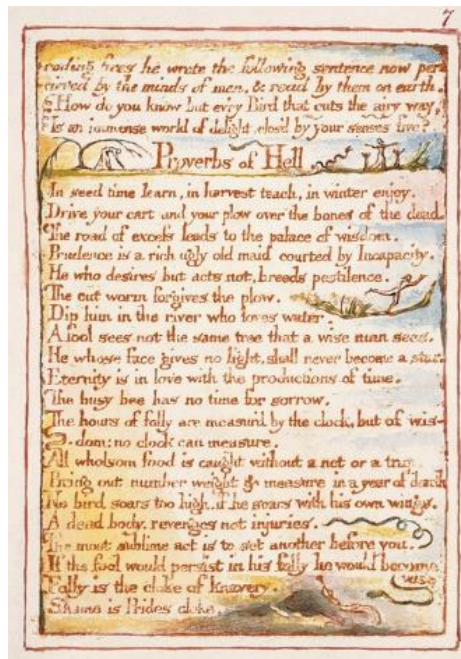 7
roding fires he wrote the following sentence now per
cieved by the minds of men, & read by them on earth.
How do you know but ev'ry Bird that cuts the airy way,
Is an immense world of delight, clos'd by your senses five?
Proverbs of Hell
In seed time learn, in harvest teach, in winter enjoy.
Drive your cart and your plow over the bones of the dead.
The road of excess leads to the palace of wisdom.
Prudence is a rich ugly old maid courted by Incapacity.
He who desires but acts not, breeds pestilence.
The cut worm forgives the plow.
Dip him in the river who loves water.
A fool sees not the same tree that a wise man sees.
He whose face gives no light, shall never become a star.
Eternity is in love with the productions of time.
The busy bee has no time for sorrow.
The hours of folly are measur'd by the clock, but of wis-
-dom: no clock can measure.
All wholsom food is caught without a net or a trap.
Bring out number weight & measure in a year of dearth.
No bird soars too high, if he soars with his own wings.
A dead body, revenges not injuries.
The most sublime act is to set another before you.
If the fool would persist in his folly he would become
wise
Folly is the cloke of knavery.
Shame is Prides cloke.